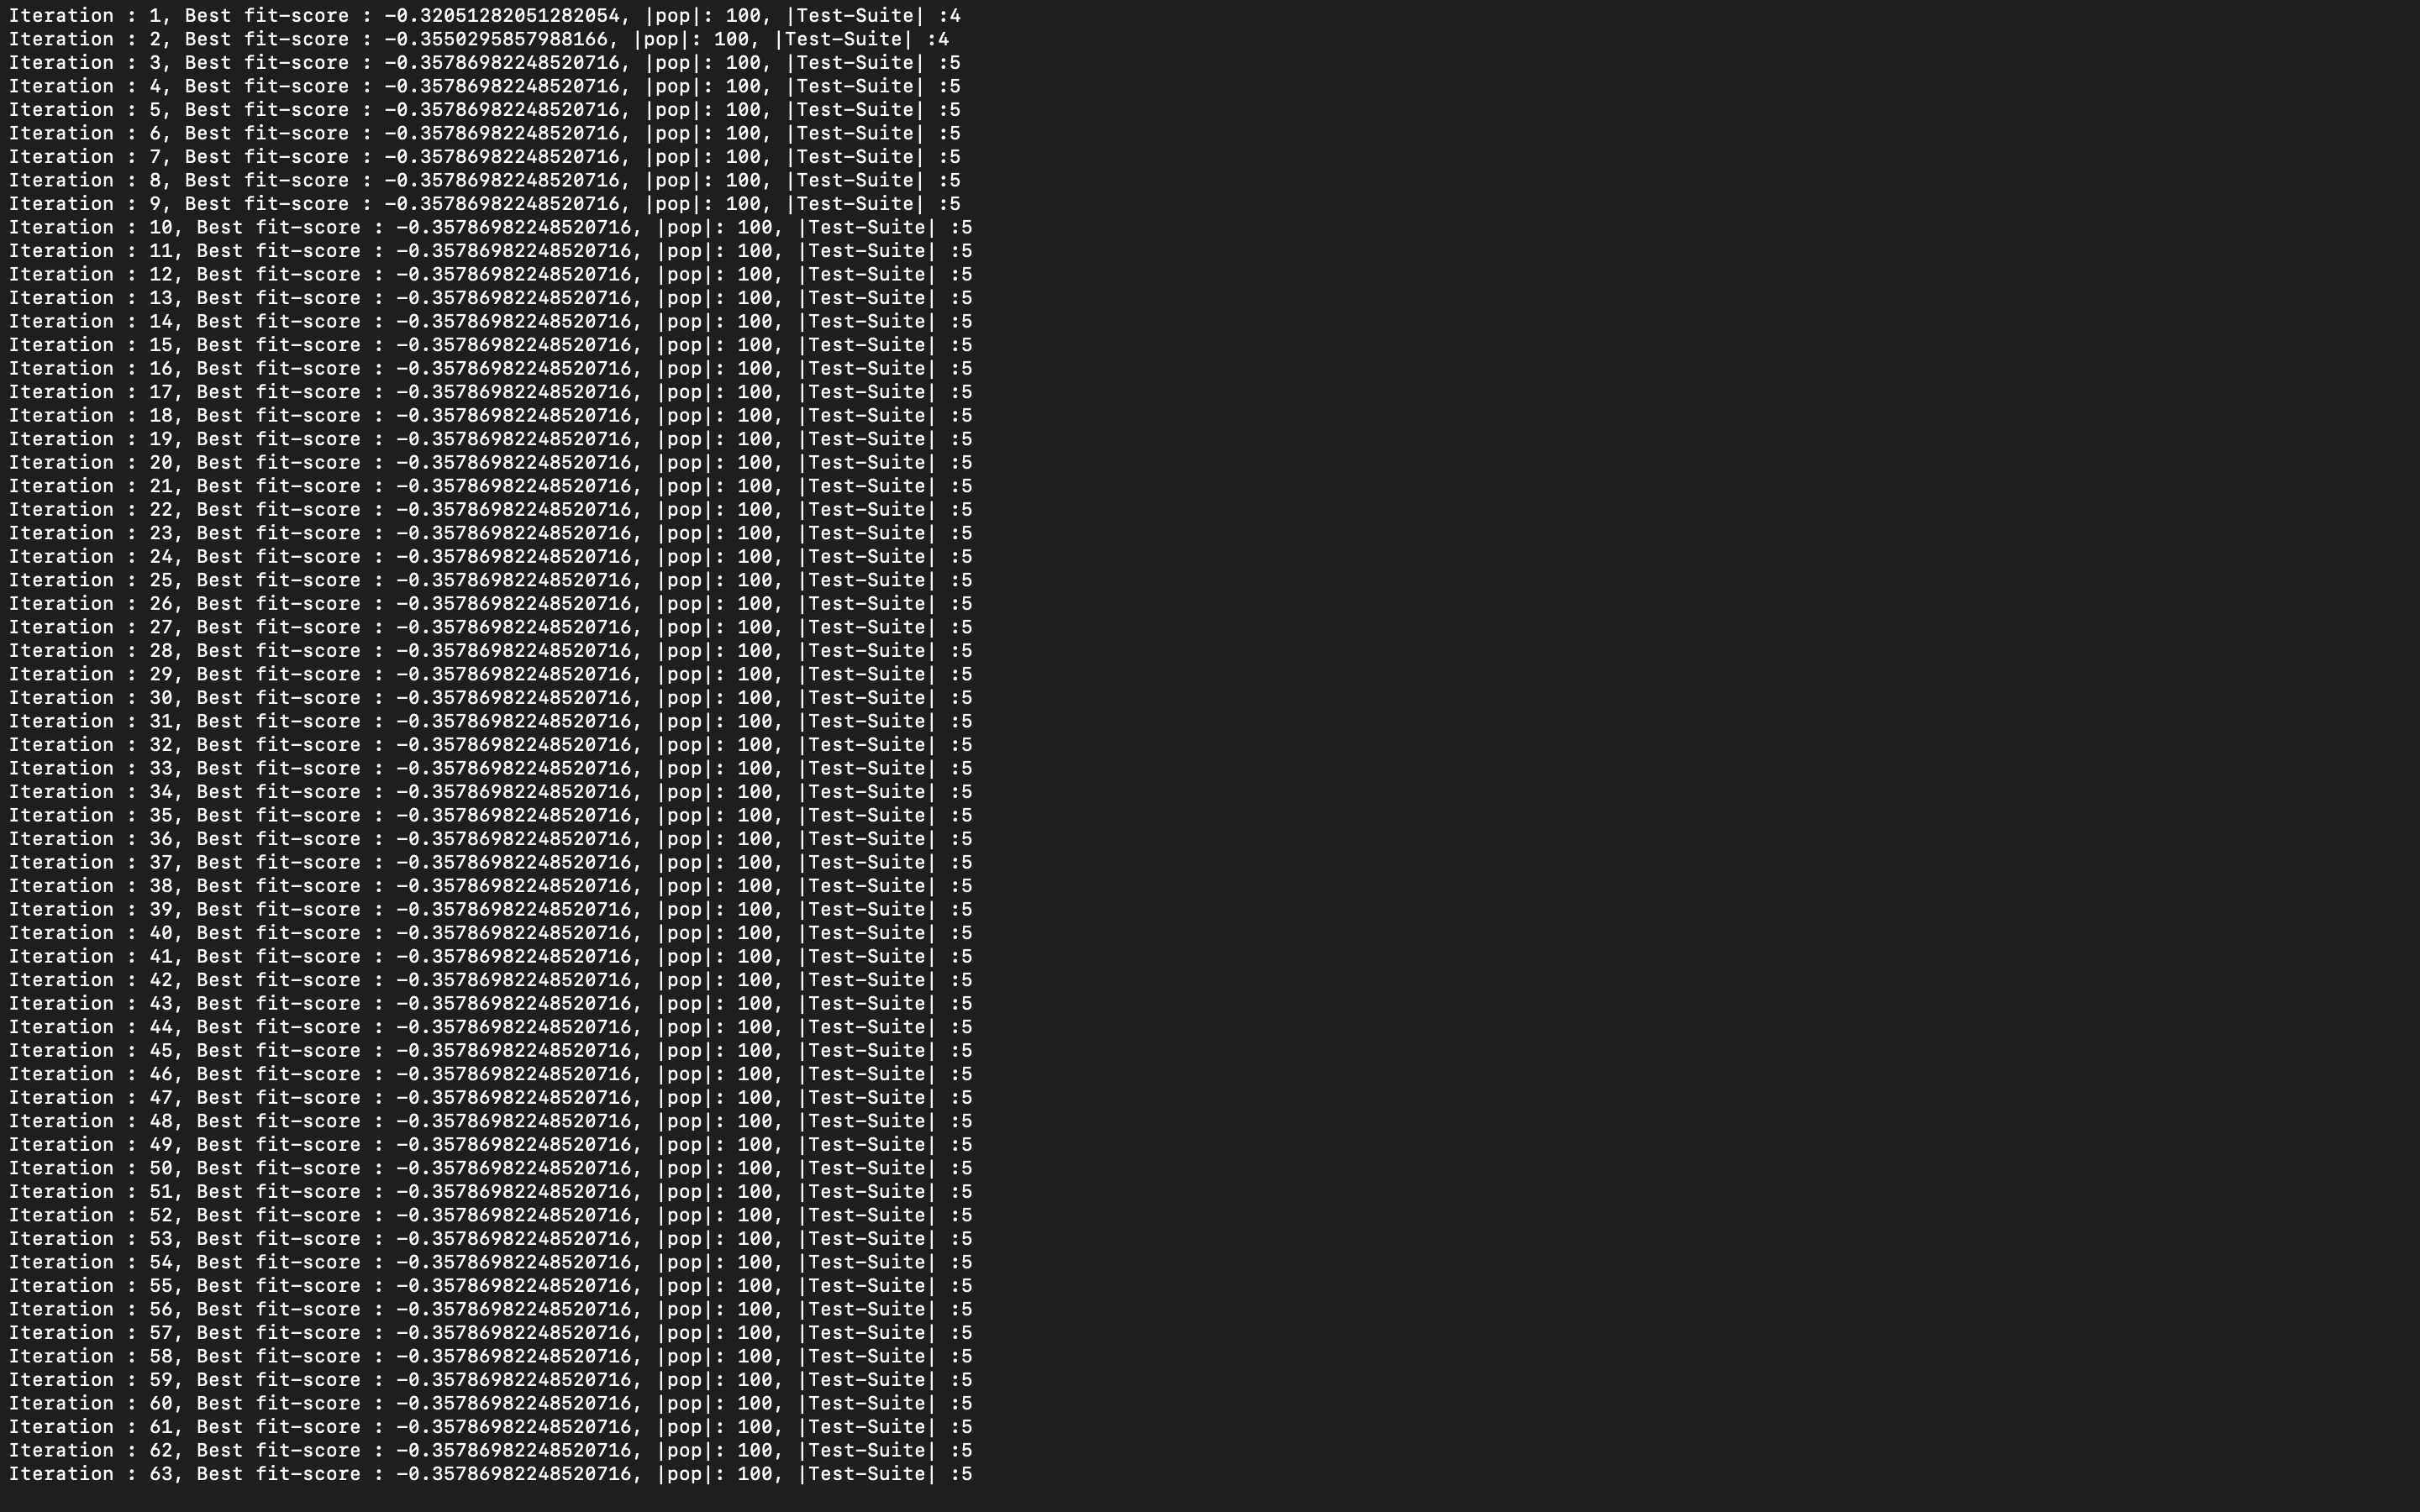 Iteration : 1, Best fit-score : -0.32051282051282054, |pop|: 100, |Test-Suite| :4
Iteration : 2, Best fit-score : -0.3550295857988166, |pop|: 100, |Test-Suite| :4
Iteration : 3, Best fit-score : -0.35786982248520716, |pop|: 100, |Test-Suite| :5
Iteration : 4, Best fit-score : -0.35786982248520716, |pop|: 100, |Test-Suite| :5
Iteration : 5, Best fit-score : -0.35786982248520716, |pop|: 100, |Test-Suite| :5
Iteration : 6, Best fit-score : -0.35786982248520716, |pop|: 100, |Test-Suite| :5
Iteration : 7, Best fit-score : -0.35786982248520716, |pop|: 100, |Test-Suite| :5
Iteration : 8, Best fit-score : -0.35786982248520716, |pop|: 100, |Test-Suite| :5
Iteration : 9, Best fit-score : -0.35786982248520716, |pop|: 100, |Test-Suite| :5
Iteration : 10, Best fit-score : -0.35786982248520716, |pop|: 100, |Test-Suite| :5
Iteration : 11, Best fit-score : -0.35786982248520716, |pop|: 100, |Test-Suite| :5
Iteration : 12, Best fit-score : -0.35786982248520716, |pop|: 100, |Test-Suite| :5
Iteration : 13, Best fit-score : -0.35786982248520716, |pop|: 100, |Test-Suite| :5
Iteration : 14, Best fit-score : -0.35786982248520716, |pop|: 100, |Test-Suite| :5
Iteration : 15, Best fit-score : -0.35786982248520716, |pop|: 100, |Test-Suite| :5
Iteration : 16, Best fit-score : -0.35786982248520716, |pop|: 100, |Test-Suite| :5
Iteration : 17, Best fit-score : -0.35786982248520716, |pop|: 100, |Test-Suite| :5
Iteration : 18, Best fit-score : -0.35786982248520716, |pop|: 100, |Test-Suite| :5
Iteration : 19, Best fit-score : -0.35786982248520716, |pop|: 100, |Test-Suite| :5
Iteration : 20, Best fit-score : -0.35786982248520716, |pop|: 100, |Test-Suite| :5
Iteration : 21, Best fit-score : -0.35786982248520716, |pop|: 100, |Test-Suite| :5
Iteration : 22, Best fit-score : -0.35786982248520716, |pop|: 100, |Test-Suite| :5
Iteration : 23, Best fit-score : -0.35786982248520716, |pop|: 100, |Test-Suite| :5
Iteration : 24, Best fit-score : -0.35786982248520716, |pop|: 100, |Test-Suite| :5
Iteration : 25, Best fit-score : -0.35786982248520716, |pop|: 100, |Test-Suite| :5
Iteration : 26, Best fit-score : -0.35786982248520716, |pop|: 100, |Test-Suite| :5
Iteration : 27, Best fit-score : -0.35786982248520716, |pop|: 100, |Test-Suite| :5
Iteration : 28, Best fit-score : -0.35786982248520716, |pop|: 100, |Test-Suite| :5
Iteration : 29, Best fit-score : -0.35786982248520716, |pop|: 100, |Test-Suite| :5
Iteration : 30, Best fit-score : -0.35786982248520716, |pop|: 100, |Test-Suite| :5
Iteration : 31, Best fit-score : -0.35786982248520716, |pop|: 100, |Test-Suite| :5
Iteration : 32, Best fit-score : -0.35786982248520716, |pop|: 100, |Test-Suite| :5
Iteration : 33, Best fit-score : -0.35786982248520716, |pop|: 100, |Test-Suite| :5
Iteration : 34, Best fit-score : -0.35786982248520716, |pop|: 100, |Test-Suite| :5
Iteration : 35, Best fit-score : -0.35786982248520716, |pop|: 100, |Test-Suite| :5
Iteration : 36, Best fit-score : -0.35786982248520716, |pop|: 100, |Test-Suite| :5
Iteration : 37, Best fit-score : -0.35786982248520716, |pop|: 100, |Test-Suite| :5
Iteration : 38, Best fit-score : -0.35786982248520716, |pop|: 100, |Test-Suite| :5
Iteration : 39, Best fit-score : -0.35786982248520716, |pop|: 100, |Test-Suite| :5
Iteration : 40, Best fit-score : -0.35786982248520716, |pop|: 100, |Test-Suite| :5
Iteration : 41, Best fit-score : -0.35786982248520716, |pop|: 100, |Test-Suite| :5
Iteration : 42, Best fit-score : -0.35786982248520716, |pop|: 100, |Test-Suite| :5
Iteration : 43, Best fit-score : -0.35786982248520716, |pop|: 100, |Test-Suite| :5
Iteration : 44, Best fit-score : -0.35786982248520716, |pop|: 100, |Test-Suite| :5
Iteration : 45, Best fit-score : -0.35786982248520716, |pop|: 100, |Test-Suite| :5
Iteration : 46, Best fit-score : -0.35786982248520716, |pop|: 100, |Test-Suite| :5
Iteration : 47, Best fit-score : -0.35786982248520716, |pop|: 100, |Test-Suite| :5
Iteration : 48, Best fit-score : -0.35786982248520716, |pop|: 100, |Test-Suite| :5
Iteration : 49, Best fit-score : -0.35786982248520716, |pop|: 100, |Test-Suite| :5
Iteration : 50, Best fit-score : -0.35786982248520716, |pop|: 100, |Test-Suite| :5
Iteration : 51, Best fit-score : -0.35786982248520716, |pop|: 100, |Test-Suite| :5
Iteration : 52, Best fit-score : -0.35786982248520716, |pop|: 100, |Test-Suite| :5
Iteration : 53, Best fit-score : -0.35786982248520716, |pop|: 100, |Test-Suite| :5
Iteration : 54, Best fit-score : -0.35786982248520716, |pop|: 100, |Test-Suite| :5
Iteration : 55, Best fit-score : -0.35786982248520716, |pop|: 100, |Test-Suite| :5
Iteration : 56, Best fit-score : -0.35786982248520716, |pop|: 100, |Test-Suite| :5
Iteration : 57, Best fit-score : -0.35786982248520716, |pop|: 100, |Test-Suite| :5
Iteration : 58, Best fit-score : -0.35786982248520716, |pop|: 100, |Test-Suite| :5
Iteration : 59, Best fit-score : -0.35786982248520716, |pop|: 100, |Test-Suite| :5
Iteration : 60, Best fit-score : -0.35786982248520716, |pop|: 100, |Test-Suite| :5
Iteration : 61, Best fit-score : -0.35786982248520716, |pop|: 100, |Test-Suite| :5
Iteration : 62, Best fit-score : -0.35786982248520716, |pop|: 100, |Test-Suite| :5
Iteration : 63, Best fit-score : -0.35786982248520716, |pop|: 100, |Test-Suite| :5